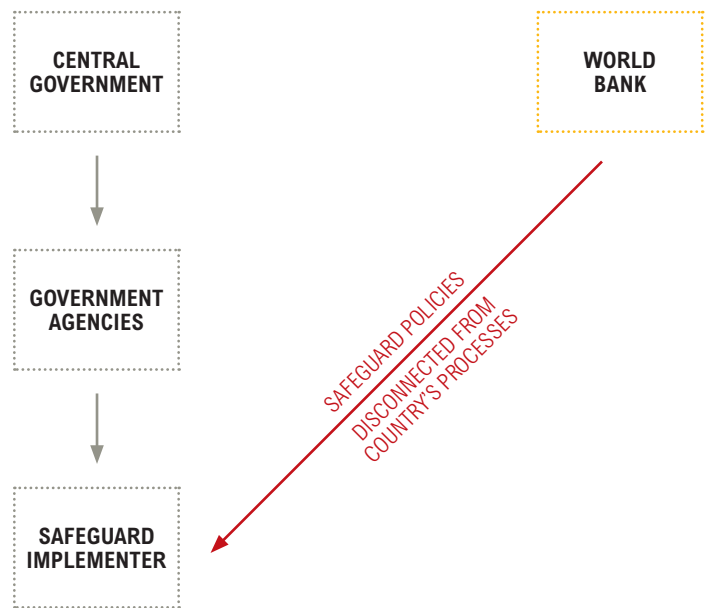 CENTRAL
GOVERNMENT
WORLD
BANK
GOVERNMENT
AGENCIES
SAFEGUARD POLICIES
DISCONNECTED FROM
COUNTRY'S PROCESSES
SAFEGUARD
IMPLEMENTER